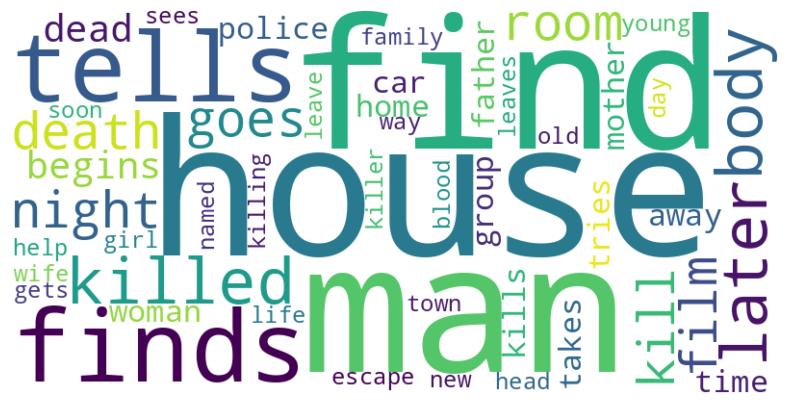 sees
dead
police
tells
find
room
young
family
father
mother
day
leave
car
home
way
leaves
body
soon
death
goes
begins
house
old
night
named
killing
killer
blood
group
tries
away
help
girl
wife
gets
killed
woman
life
finds
man
town
kills
takes
kill
film
later
escape
new
head
time